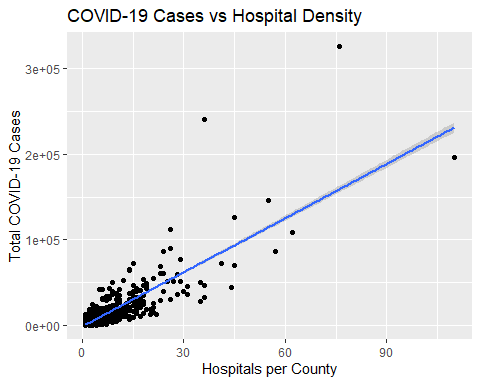 COVID-19 Cases vs Hospital Density
3e+05
2e+05
1e+05
0e+00
Total COVID-19 Cases
0 30 60 90
Hospitals per County